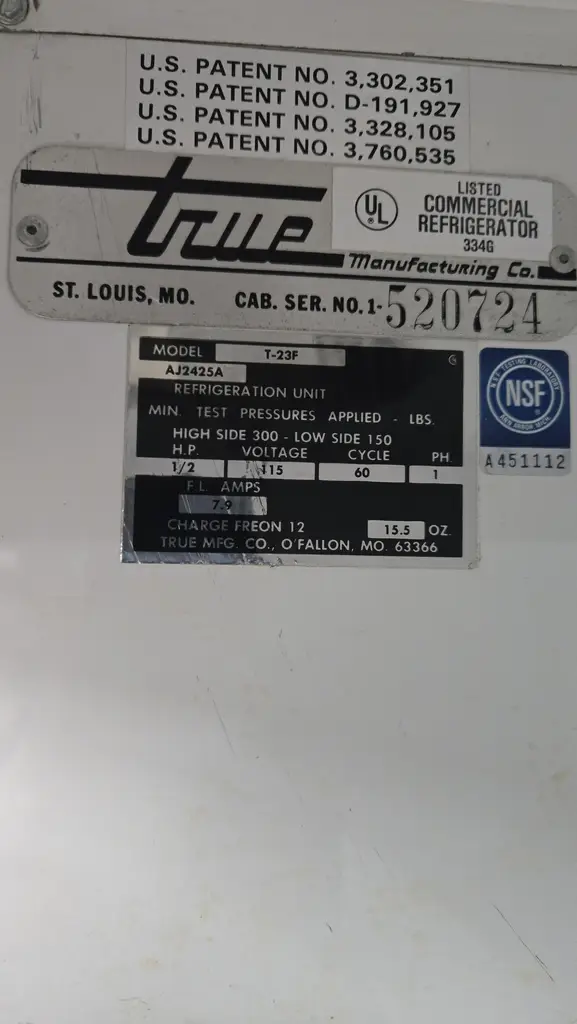 U.S. PATENT NO. 3,302,351
U.S. PATENT NO. D-191,927
U.S. PATENT NO. 3,328,105
U.S. PATENT NO. 3,760,535
true
Manufacturing Co.
UL
®
LISTED
COMMERCIAL
REFRIGERATOR
334G
ST. LOUIS, MO. CAB. SER. NO. 1-520724
MODEL T-23F
AJ2425A
REFRIGERATION UNIT
MIN. TEST PRESSURES APPLIED - LBS.
HIGH SIDE 300 - LOW SIDE 150
H.P. VOLTAGE CYCLE PH
1/2 115 60 1
F.L. AMPS
7.9
CHARGE FREON 12 15.5 OZ.
TRUE MFG. CO., O'FALLON, MO. 63366
NSF
A451112